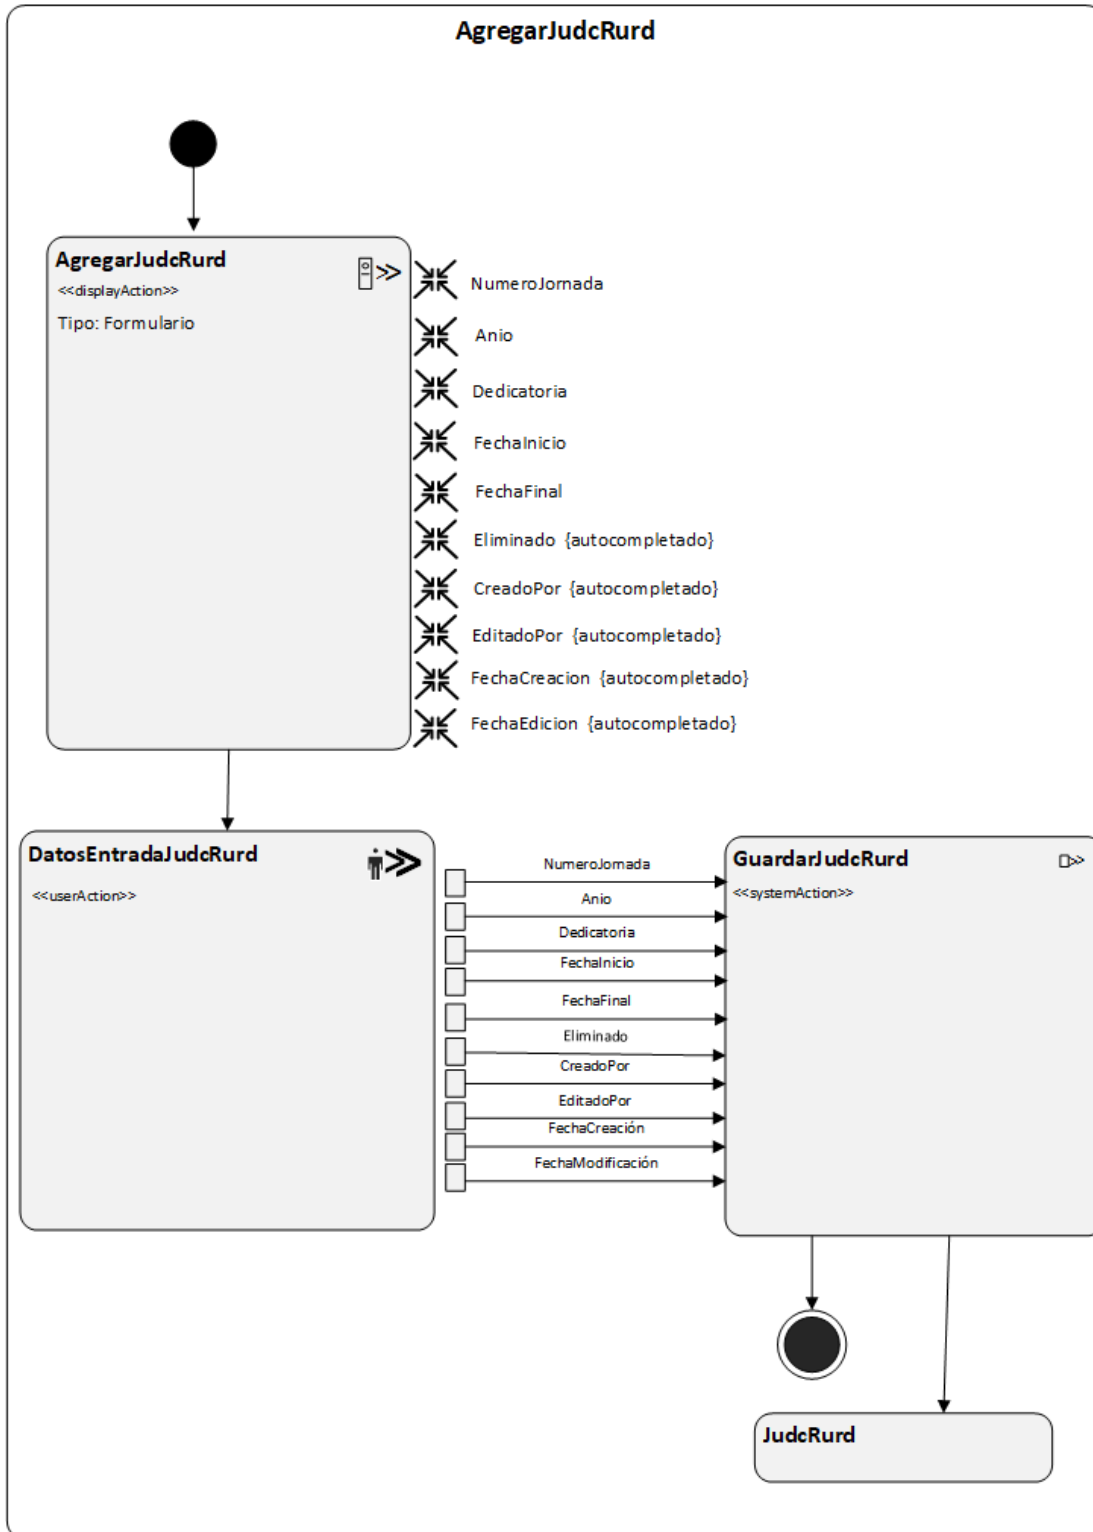 AgregarJudcRurd
AgregarJudcRurd
<<displayAction>>
Tipo: Formulario
NumeroJornada
Anio
Dedicatoria
FechaInicio
FechaFinal
Eliminado {autocompletado}
CreadoPor {autocompletado}
EditadoPor {autocompletado}
FechaCreacion {autocompletado}
FechaEdicion {autocompletado}
DatosEntradaJudcRurd
<<userAction>>
NumeroJornada
Anio
Dedicatoria
FechaInicio
FechaFinal
Eliminado
CreadoPor
EditadoPor
FechaCreación
FechaModificación
GuardarJudcRurd
<<systemAction>>
JudcRurd